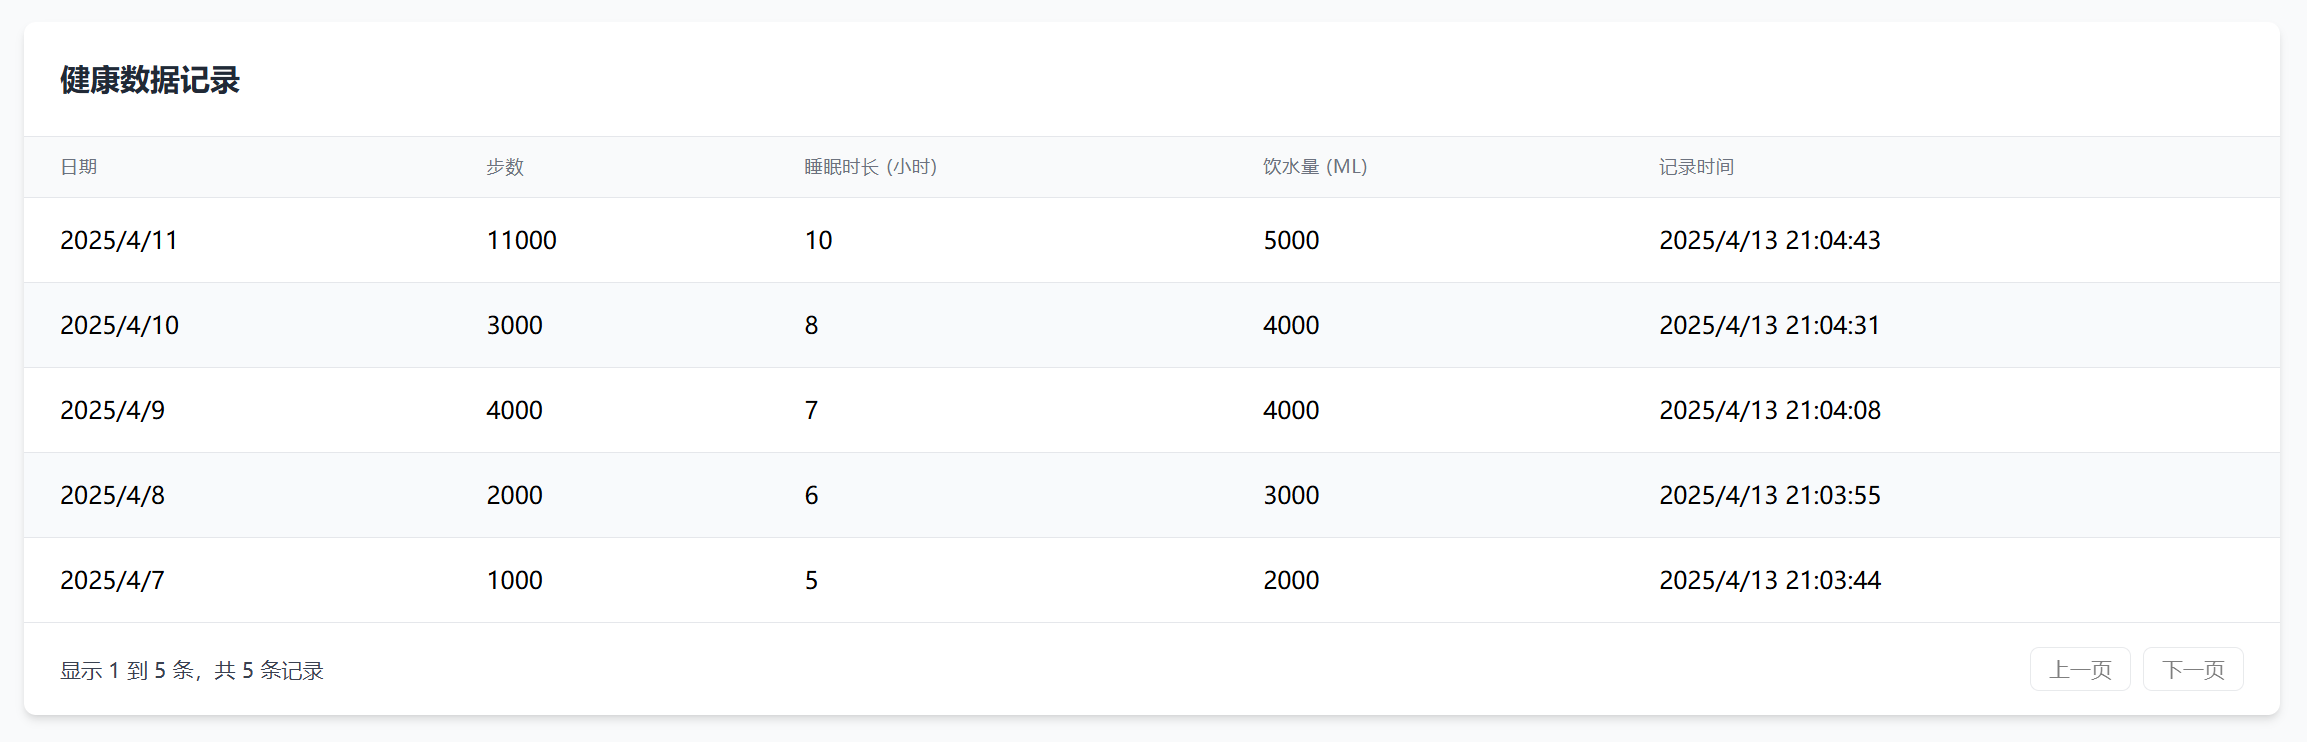 健康数据记录
日期 步数 睡眠时长 (小时) 饮水量 (ML) 记录时间
2025/4/11 11000 10 5000 2025/4/13 21:04:43
2025/4/10 3000 8 4000 2025/4/13 21:04:31
2025/4/9 4000 7 4000 2025/4/13 21:04:08
2025/4/8 2000 6 3000 2025/4/13 21:03:55
2025/4/7 1000 5 2000 2025/4/13 21:03:44
显示 1 到 5 条，共 5 条记录 上一页 下一页